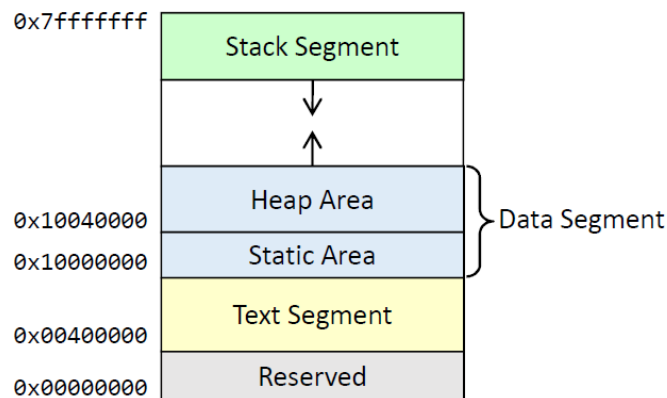 0x7fffffff
Stack Segment
Heap Area
0x10040000
Data Segment
0x10000000
Static Area
Text Segment
0x00400000
Reserved
0x00000000